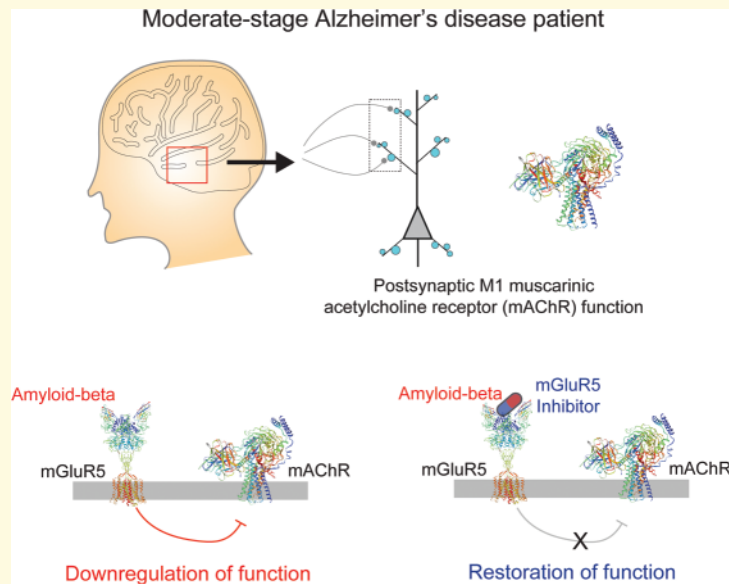 Moderate-stage Alzheimer's disease patient
Postsynaptic M1 muscarinic
acetylcholine receptor (mAChR) function
Amyloid-beta
mGluR5
mAChR
Downregulation of function
Amyloid-beta
mGluR5
Inhibitor
mGluR5
mAChR
X
Restoration of function